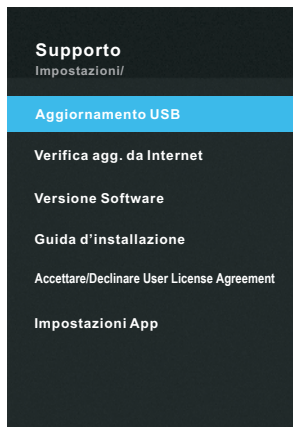 Supporto
Impostazioni/
Aggiornamento USB
Verifica agg. da Internet
Versione Software
Guida d’installazione
Accettare/Declinare User License Agreement
Impostazioni App